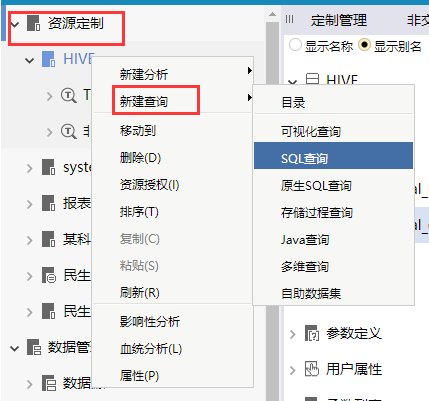 资源定制
HIVE
T
非
syste
报表
某科
民生
民生
数据管
数据源
新建分析
新建查询
移动到
删除(D)
资源授权(I)
排序(T)
复制(C)
粘贴(S)
刷新(R)
影响性分析
血统分析(L)
属性(P)
目录
可视化查询
SQL查询
原生SQL查询
存储过程查询
Java查询
多维查询
自助数据集
定制管理
非交
显示名称
显示别名
HIVE
al_
参数定义
用户属性